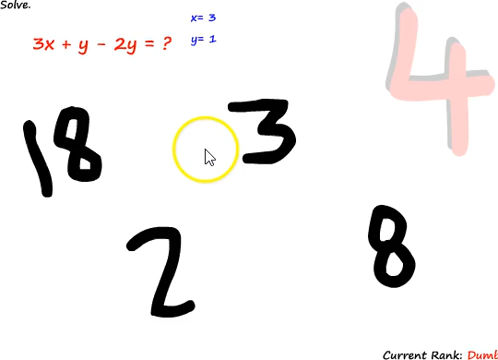 Solve.
x= 3
3x + y - 2y = ?
y= 1
4
18
3
2
8
Current Rank: Dumb